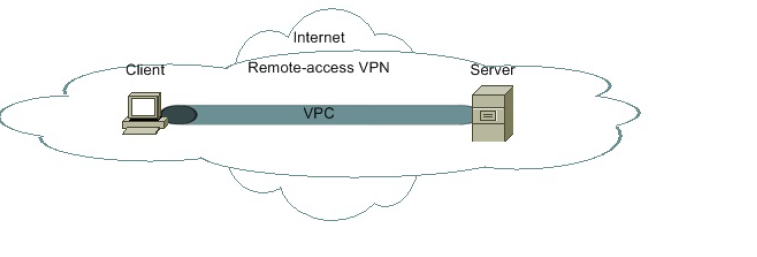 Internet
Remote-access VPN
Client
Server
VPC